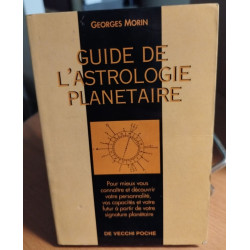 GEORGES MORIN
GUIDE DE
L'ASTROLOGIE
PLANETAIRE
Pour mieux vous
connaître et découvrir
votre personnalité,
vos capacités et votre
futur à partir de votre
signature planétaire
DE VECCHI POCHE